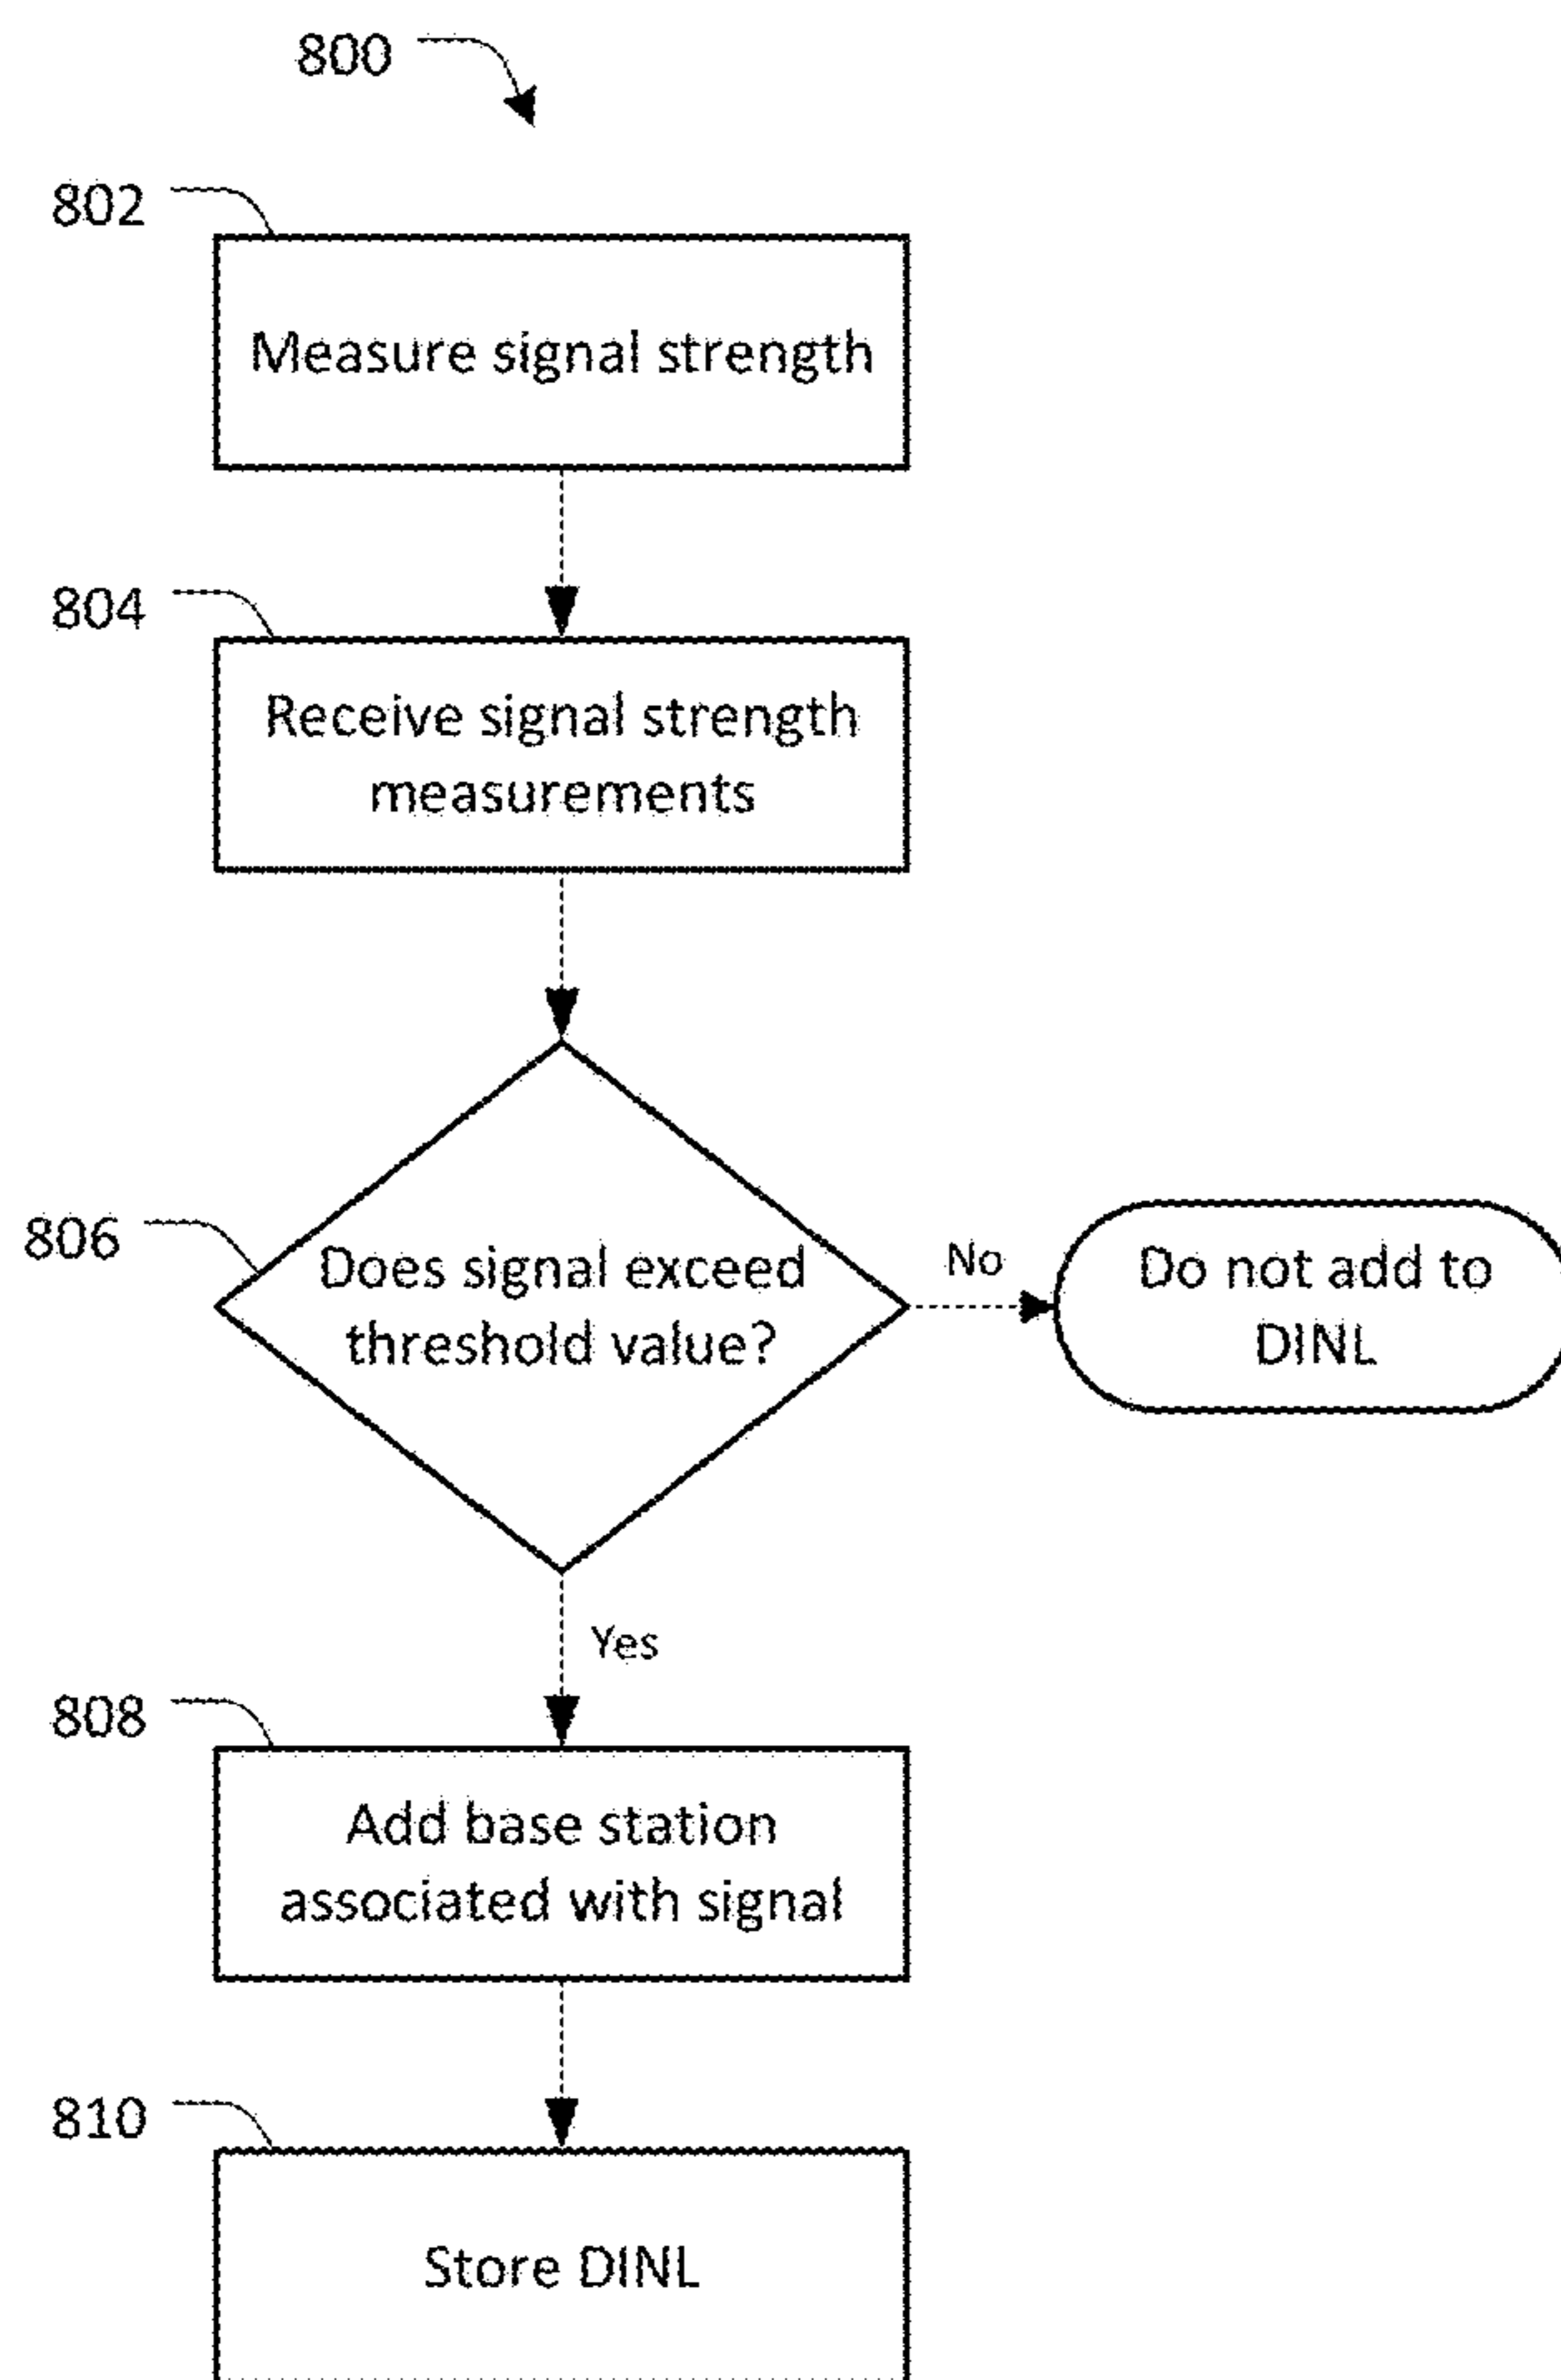 800
802
Measure signal strength
804
Receive signal strength
measurements
806
Does signal exceed
threshold value?
No
Do not add to
DINL
Yes
808
Add base station
associated with signal
810
Store DINL